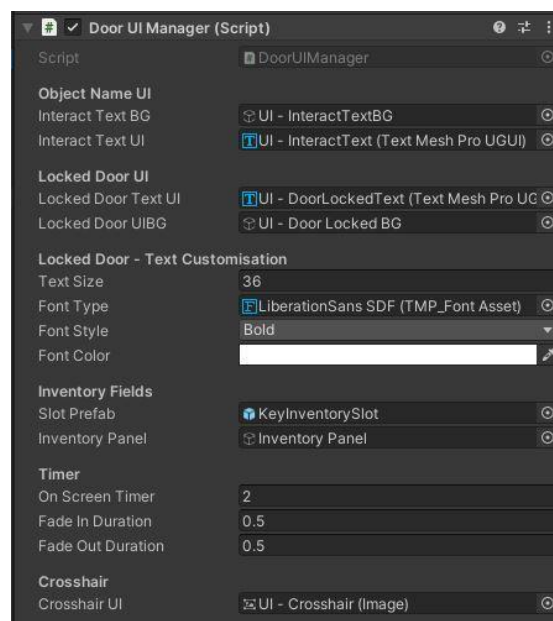 Door UI Manager (Script)
Script DoorUIManager
Object Name UI
Interact Text BG UI - InteractTextBG
Interact Text UI UI - InteractText (Text Mesh Pro UGUI)
Locked Door UI
Locked Door Text UI UI - DoorLockedText (Text Mesh Pro UG
Locked Door UIBG UI - Door Locked BG
Locked Door - Text Customisation
Text Size 36
Font Type LiberationSans SDF (TMP_Font Asset)
Font Style Bold
Font Color
Inventory Fields
Slot Prefab KeyInventorySlot
Inventory Panel Inventory Panel
Timer
On Screen Timer 2
Fade In Duration 0.5
Fade Out Duration 0.5
Crosshair
Crosshair UI UI - Crosshair (Image)